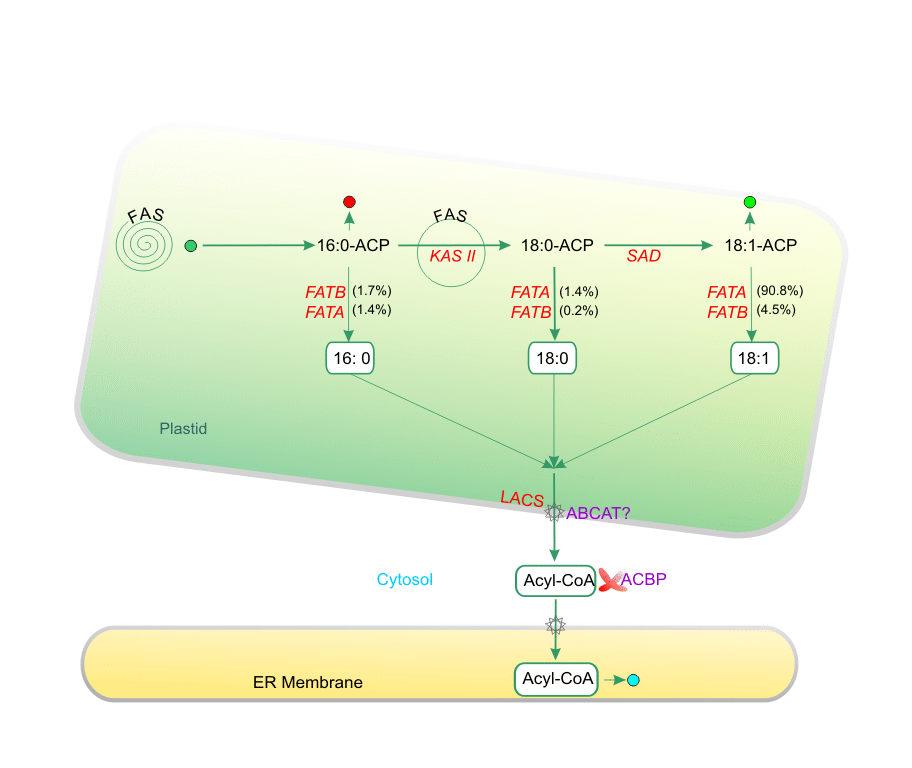 FAS
FAS
16:0-ACP
KAS II
18:0-ACP
SAD
18:1-ACP
FATB (1.7%)
FATA (1.4%)
FATA (1.4%)
FATB (0.2%)
FATA (90.8%)
FATB (4.5%)
16: 0
18:0
18:1
Plastid
LACS
ABCAT?
Cytosol
Acyl-CoA
ACBP
ER Membrane
Acyl-CoA